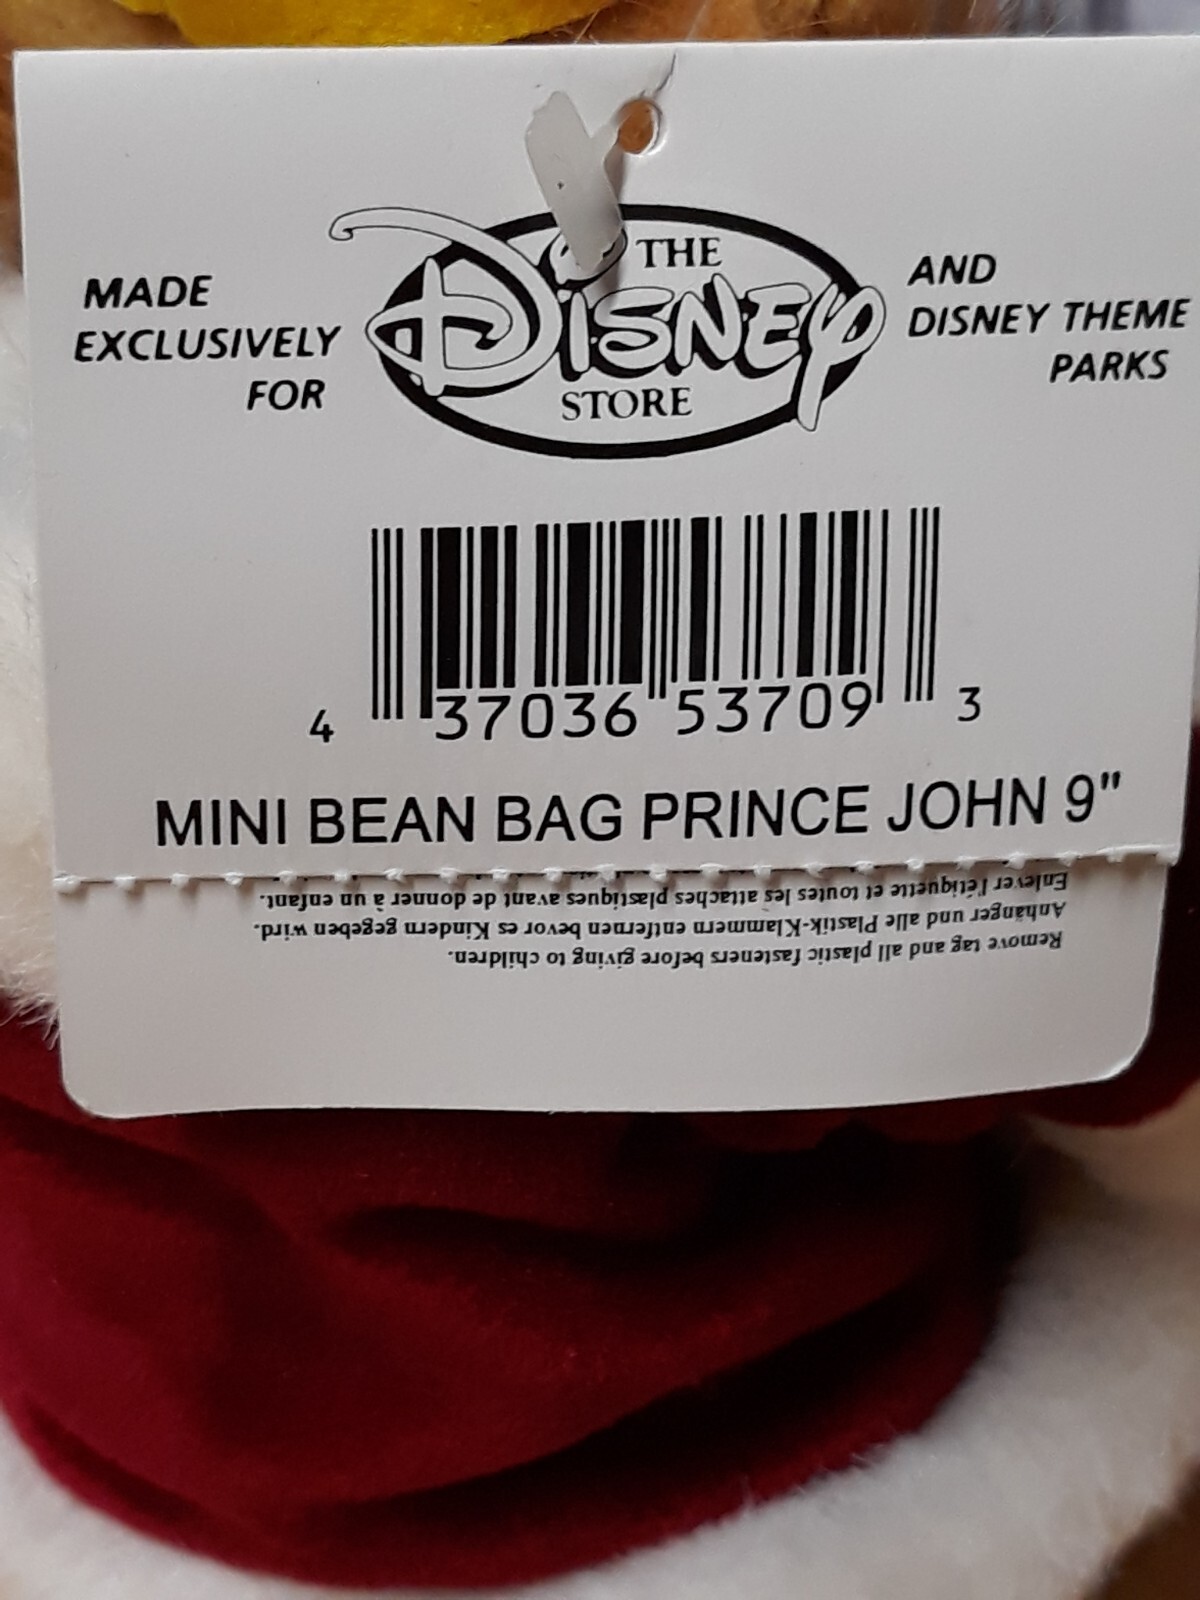 MADE
EXCLUSIVELY
FOR
THE
DISNEY
STORE
AND
DISNEY THEME
PARKS
4 37036 53709 3
MINI BEAN BAG PRINCE JOHN 9"
Remove tag and all plastic fasteners before giving to children.
Anhänger und alle Plastik-Klammern entfernen bevor es Kindern gegeben wird.
Enlever l'étiquette et toutes les attaches plastiques avant de donner à un enfant.